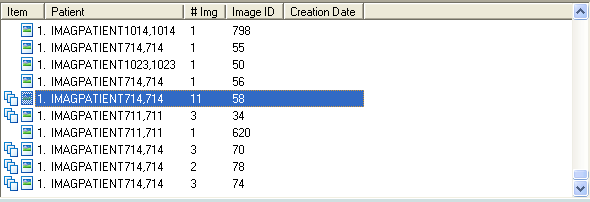 Item Patient # Img Image ID Creation Date
1. IMAGPATIENT1014,1014 1 798
1. IMAGPATIENT714,714 1 55
1. IMAGPATIENT1023,1023 1 50
1. IMAGPATIENT714,714 1 56
1. IMAGPATIENT714,714 11 58
1. IMAGPATIENT711,711 3 34
1. IMAGPATIENT711,711 1 620
1. IMAGPATIENT714,714 3 70
1. IMAGPATIENT714,714 2 78
1. IMAGPATIENT714,714 3 74